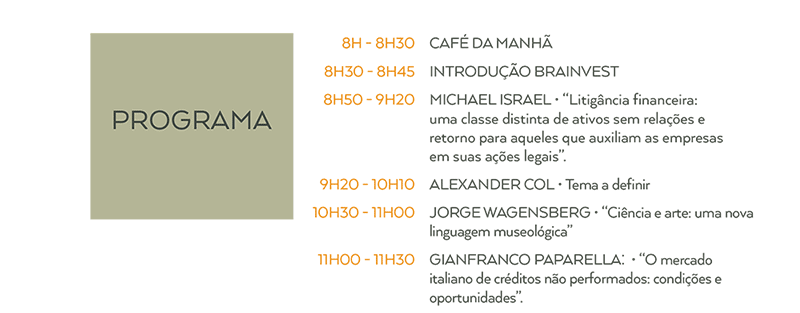 PROGRAMA
8H - 8H30 CAFÉ DA MANHÃ
8H30 - 8H45 INTRODUÇÃO BRAINVEST
8H50 - 9H20 MICHAEL ISRAEL • “Litigância financeira:
uma classe distinta de ativos sem relações e
retorno para aqueles que auxiliam as empresas
em suas ações legais”.
9H20 - 10H10 ALEXANDER COL • Tema a definir
10H30 - 11H00 JORGE WAGENSBERG • “Ciência e arte: uma nova
linguagem museológica”
11H00 - 11H30 GIANFRANCO PAPARELLA: • “O mercado
italiano de créditos não performados: condições e
oportunidades”.